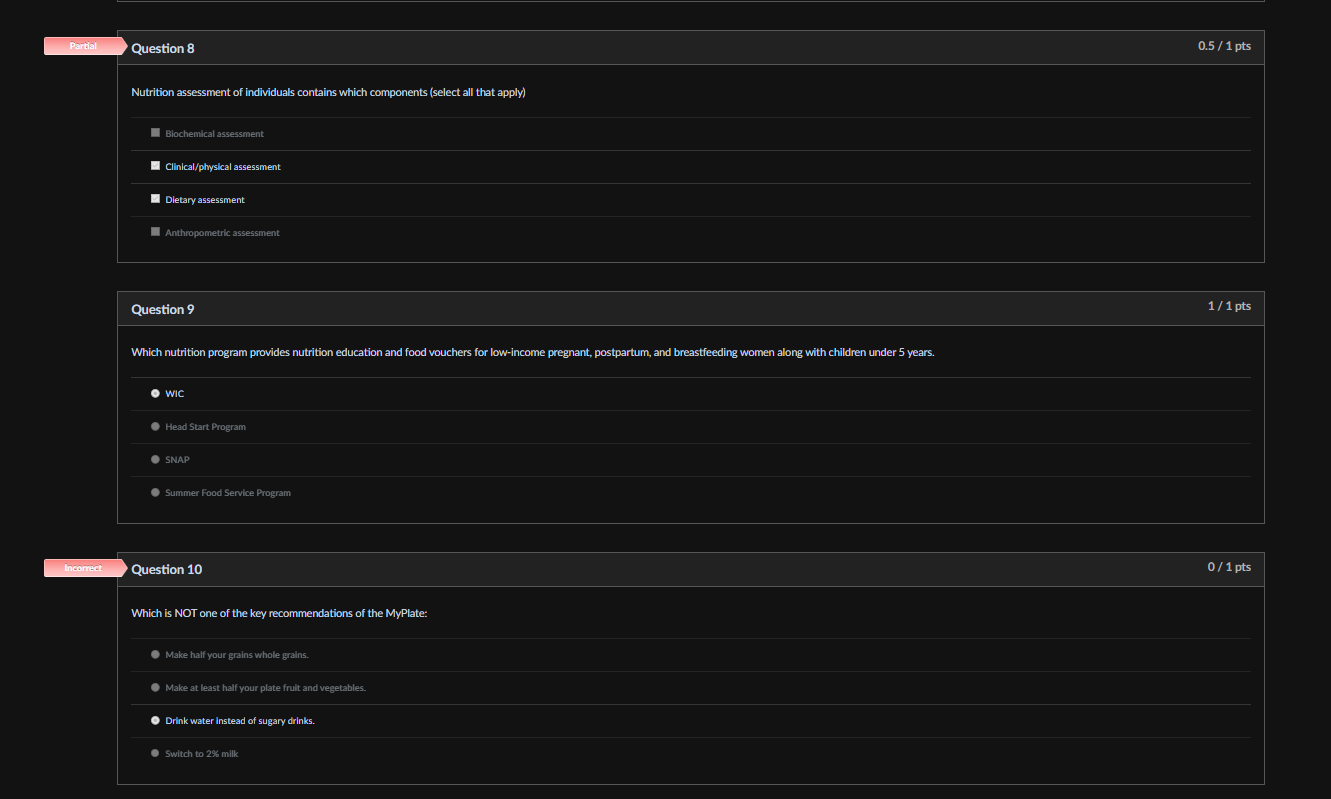 Partial
Question 8
0.5 / 1 pts
Nutrition assessment of individuals contains which components (select all that apply)
Biochemical assessment
Clinical/physical assessment
Dietary assessment
Anthropometric assessment
Question 9
1 / 1 pts
Which nutrition program provides nutrition education and food vouchers for low-income pregnant, postpartum, and breastfeeding women along with children under 5 years.
WIC
Head Start Program
SNAP
Summer Food Service Program
Incorrect
Question 10
0 / 1 pts
Which is NOT one of the key recommendations of the MyPlate:
Make half your grains whole grains.
Make at least half your plate fruit and vegetables.
Drink water instead of sugary drinks.
Switch to 2% milk